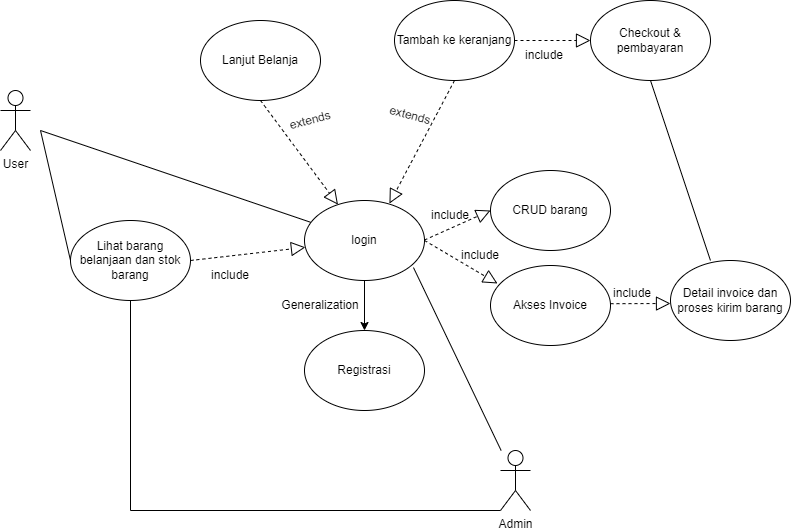 Lanjut Belanja
Tambah ke keranjang
include
Checkout &
pembayaran
extends
extends
User
login
include
CRUD barang
Lihat barang
belanjaan dan stok
barang
include
include
Akses Invoice
include
Detail invoice dan
proses kirim barang
Generalization
Registrasi
Admin